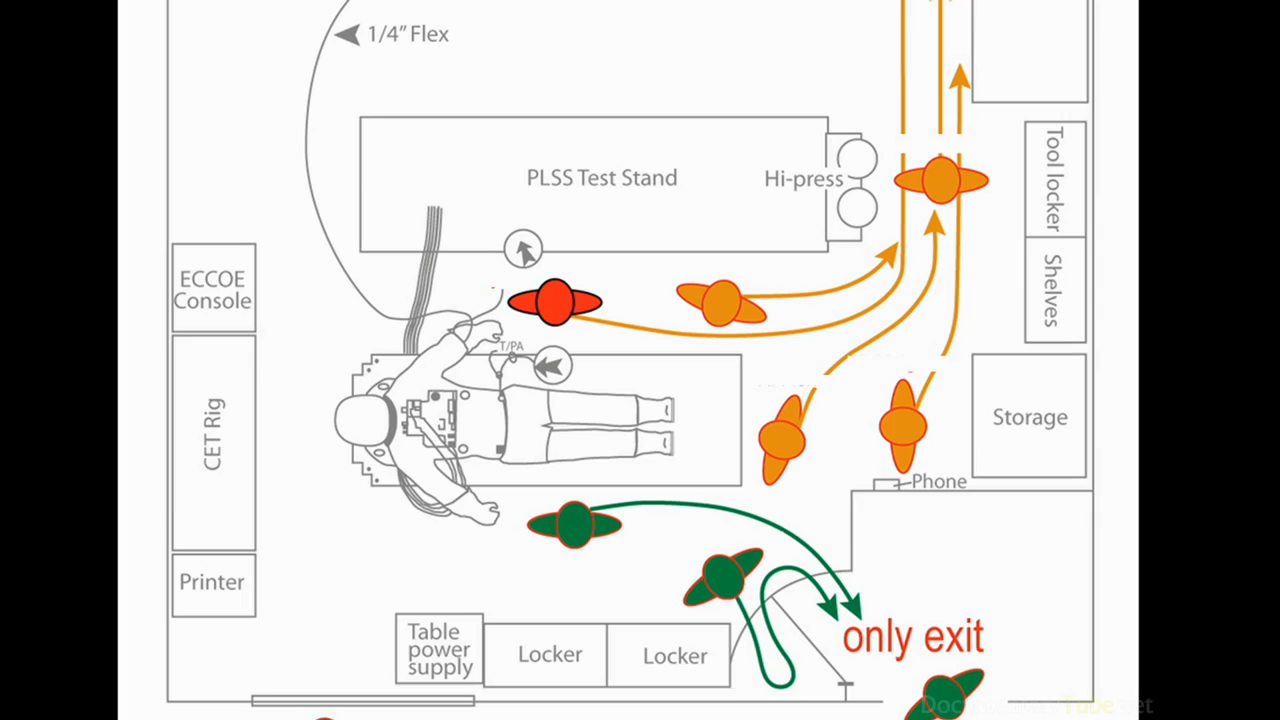 1/4” Flex
PLSS Test Stand
Hi-press
Tool locker
Shelves
ECCOE
Console
T/PA
CET Rig
Storage
Phone
Printer
Table
power
supply
Locker
Locker
only exit